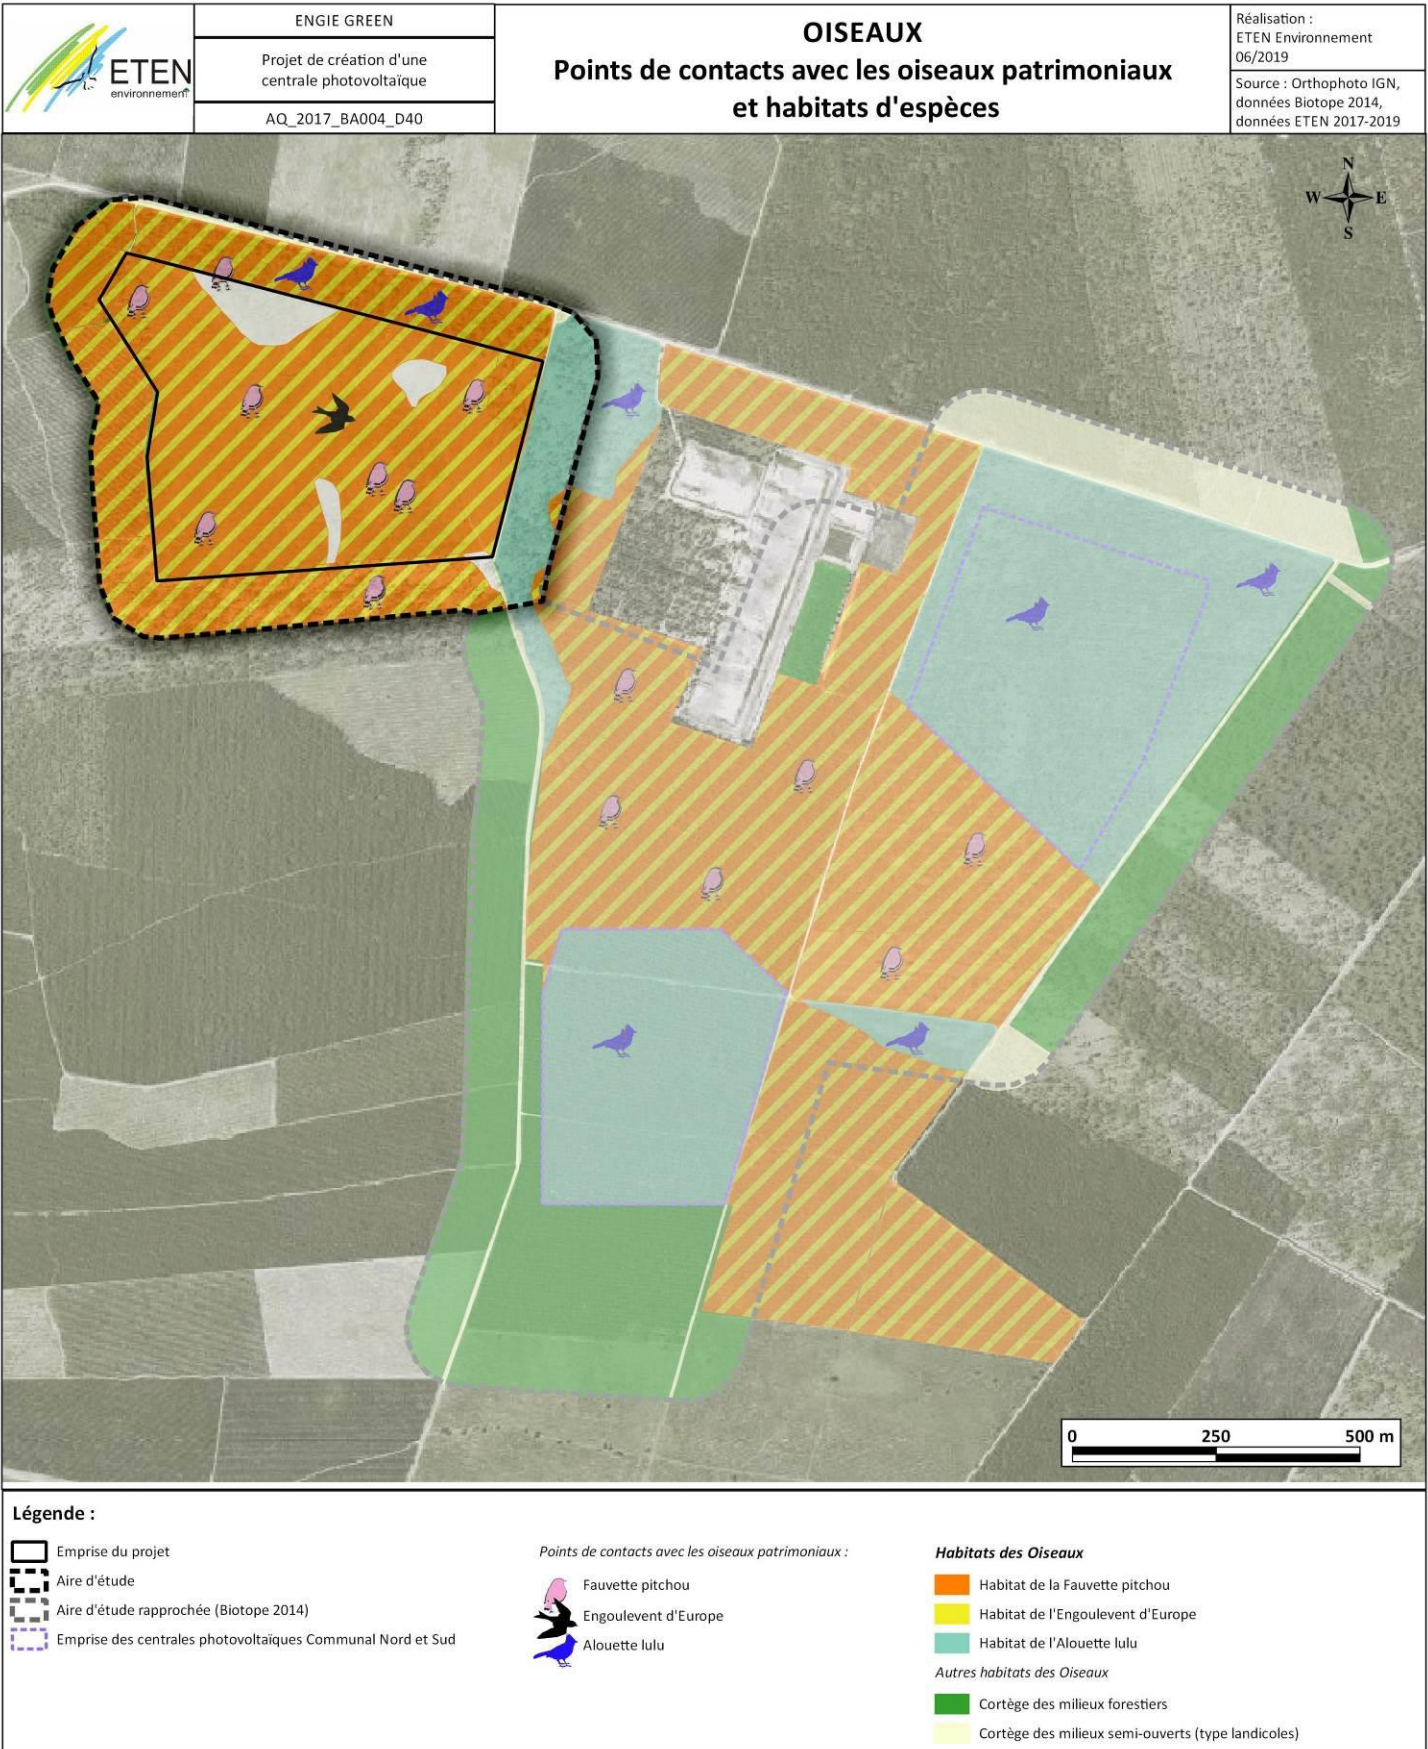 ETEN
environnement
ENGIE GREEN
Projet de création d'une
centrale photovoltaïque
AQ_2017_BA004_D40
OISEAUX
Points de contacts avec les oiseaux patrimoniaux
et habitats d'espèces
Réalisation :
ETEN Environnement
06/2019
Source : Orthophoto IGN,
données Biotope 2014,
données ETEN 2017-2019
N
W E
S
0 250 500 m
Légende :
Emprise du projet
Aire d'étude
Aire d'étude rapprochée (Biotope 2014)
Emprise des centrales photovoltaïques Communal Nord et Sud
Points de contacts avec les oiseaux patrimoniaux :
Fauvette pitchou
Engoulevent d'Europe
Alouette lulu
Habitats des Oiseaux
Habitat de la Fauvette pitchou
Habitat de l'Engoulevent d'Europe
Habitat de l'Alouette lulu
Autres habitats des Oiseaux
Cortège des milieux forestiers
Cortège des milieux semi-ouverts (type landicoles)